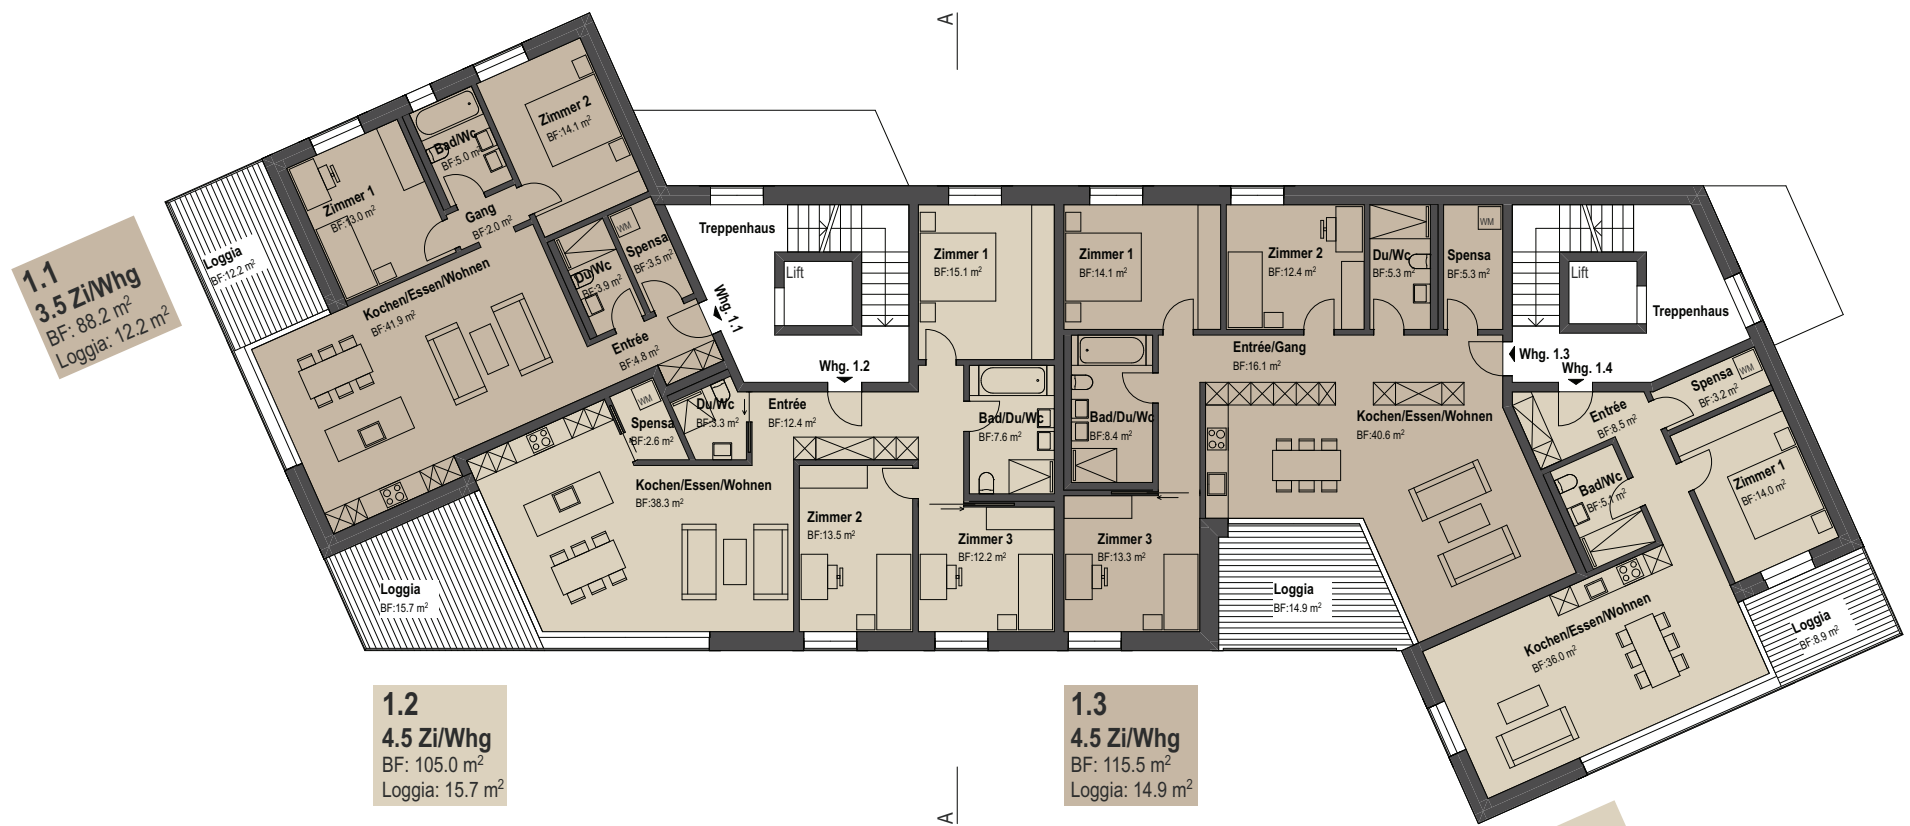 A
Zimmer 2
BF:14.1 m²
Bad/Wc
BF:5.0 m²
Zimmer 1
BF:13.0 m²
Gang
BF:2.0 m²
Loggia
BF:12.2 m²
Kochen/Essen/Wohnen
BF:41.9 m²
Du/Wc
BF:3.9 m²
WM
Spensa
BF:3.5 m²
Entrée
BF:4.8 m²
Whg. 1.1
1.1
3.5 Zi/Whg
BF: 88.2 m²
Loggia: 12.2 m²
Treppenhaus
Lift
Whg. 1.2
Zimmer 1
BF:15.1 m²
WM
Spensa
BF:2.6 m²
Du/Wc
BF:3.3 m²
Entrée
BF:12.4 m²
Bad/Du/Wc
BF:7.6 m²
Kochen/Essen/Wohnen
BF:38.3 m²
Zimmer 2
BF:13.5 m²
Zimmer 3
BF:12.2 m²
Loggia
BF:15.7 m²
Zimmer 1
BF:14.1 m²
Zimmer 2
BF:12.4 m²
Du/Wc
BF:5.3 m²
WM
Spensa
BF:5.3 m²
Entrée/Gang
BF:16.1 m²
Bad/Du/Wc
BF:8.4 m²
Kochen/Essen/Wohnen
BF:40.6 m²
Zimmer 3
BF:13.3 m²
Loggia
BF:14.9 m²
Lift
Treppenhaus
Whg. 1.3
Whg. 1.4
Spensa
BF:3.2 m²
WM
Entrée
BF:8.5 m²
Bad/Wc
BF:5.1 m²
Zimmer 1
BF:14.0 m²
Kochen/Essen/Wohnen
BF:36.0 m²
Loggia
BF:8.9 m²
1.2
4.5 Zi/Whg
BF: 105.0 m²
Loggia: 15.7 m²
1.3
4.5 Zi/Whg
BF: 115.5 m²
Loggia: 14.9 m²
A